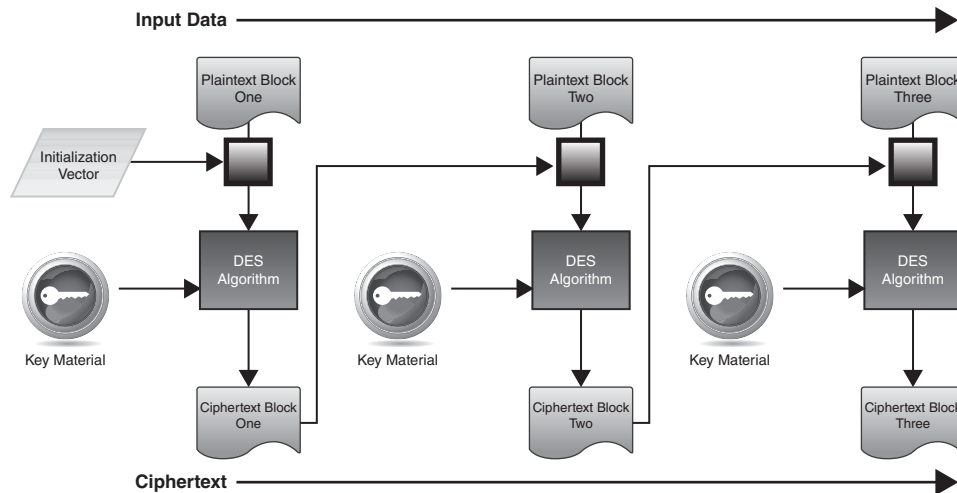 Input Data
Plaintext Block
One
Plaintext Block
Two
Plaintext Block
Three
Initialization
Vector
DES
Algorithm
DES
Algorithm
DES
Algorithm
Key Material
Key Material
Key Material
Ciphertext Block
One
Ciphertext Block
Two
Ciphertext Block
Three
Ciphertext